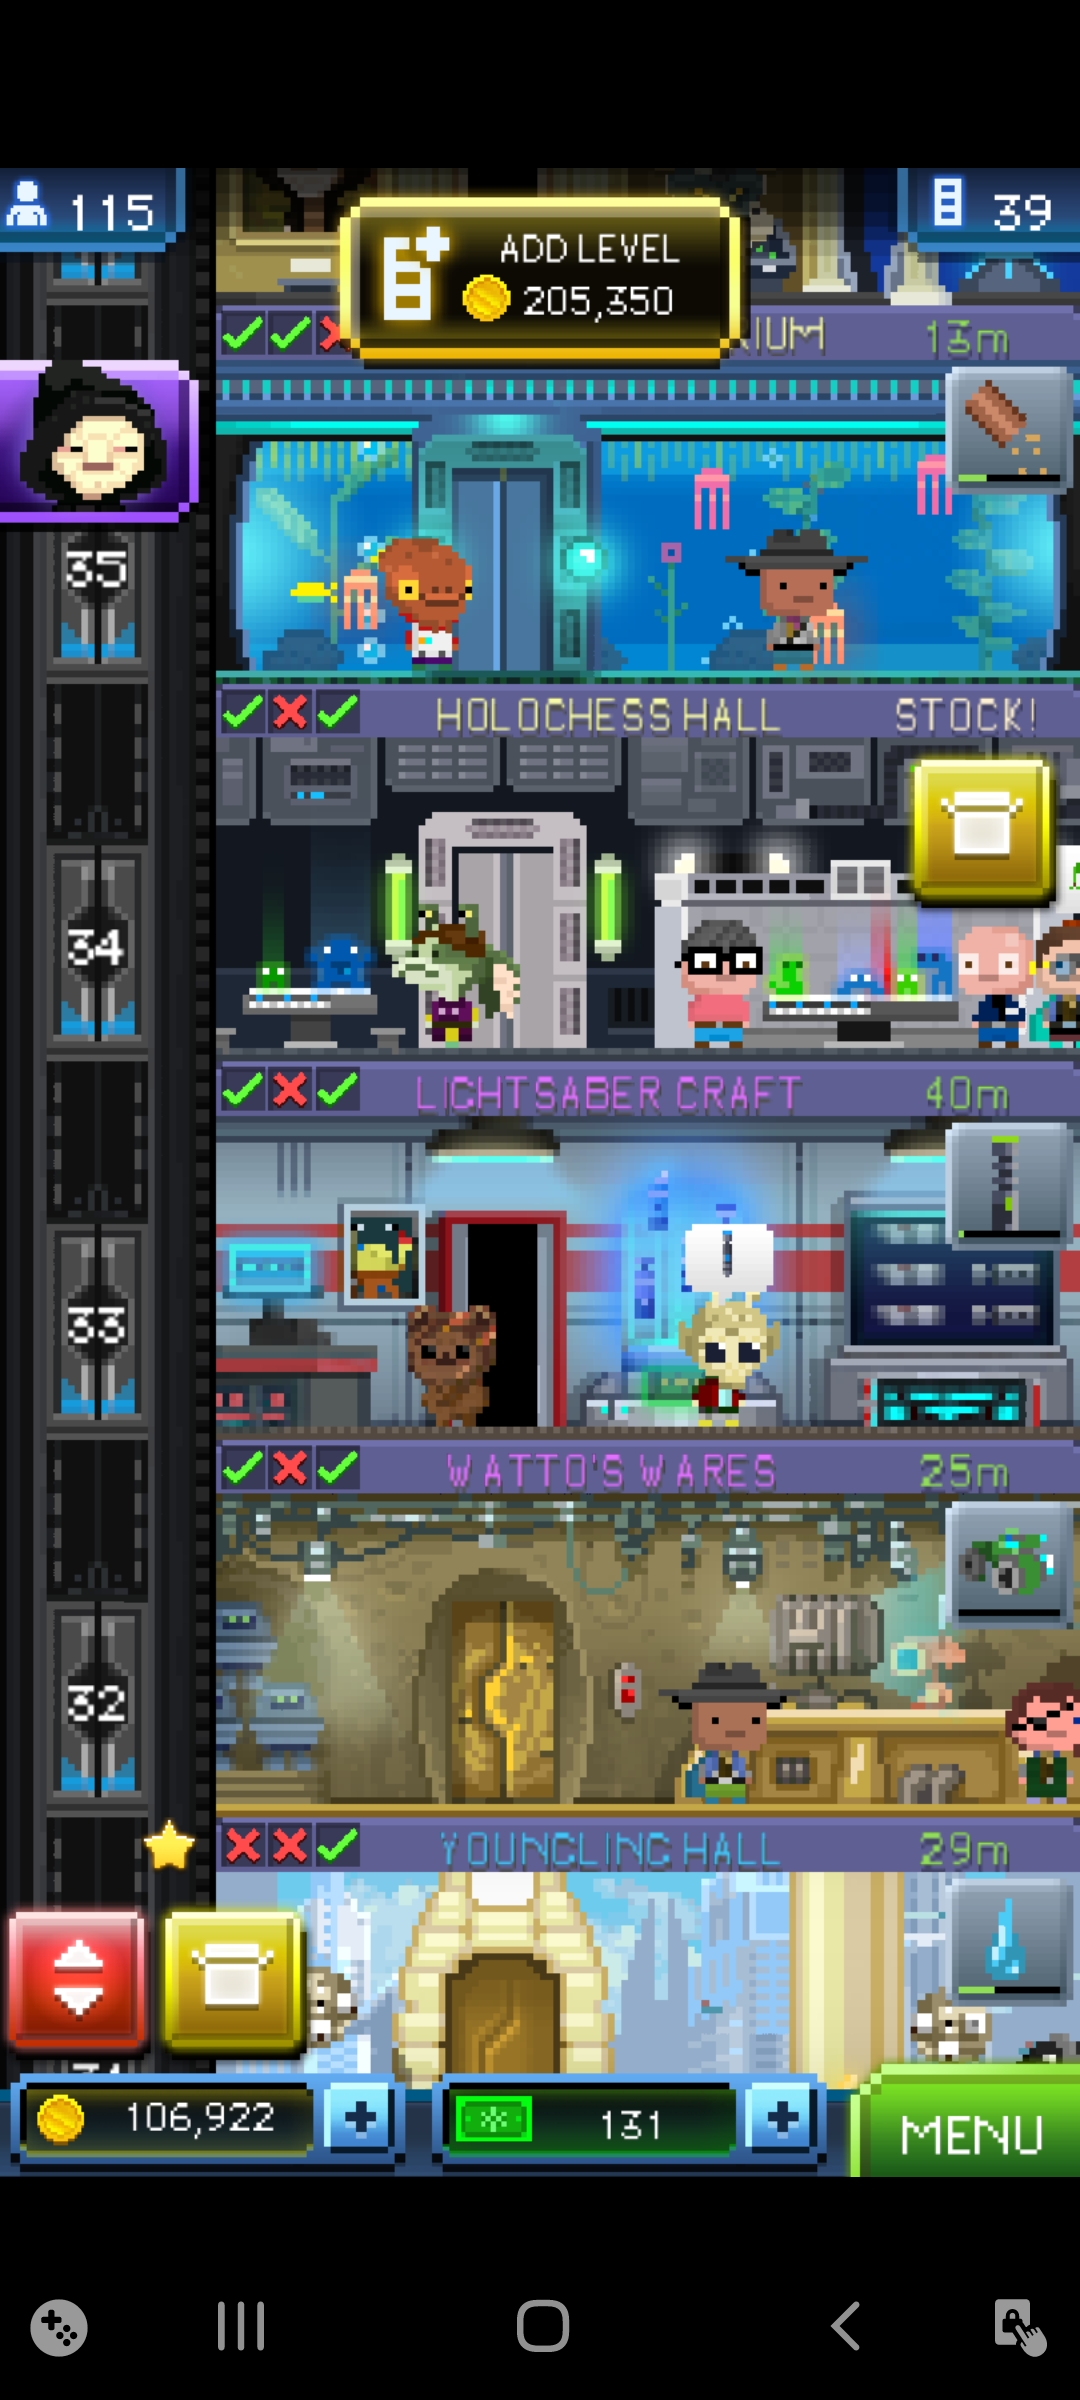 115
39
ADD LEVEL
205,350
RIUM 13m
35
HOLOCHESS HALL STOCK!
34
LIGHTSABER CRAFT 40m
33
WATTO'S WARES 25m
32
YOUNGLING HALL 29m
106,922
131
MENU